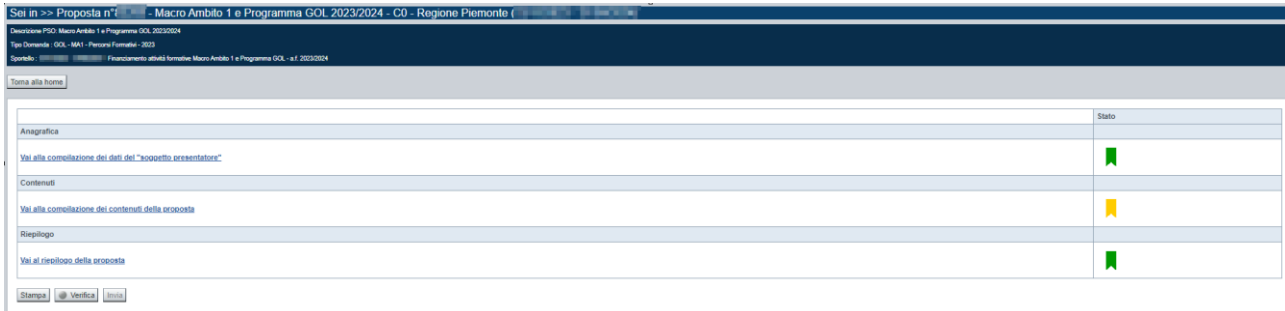 Sei in >> Proposta n° - Macro Ambito 1 e Programma GOL 2023/2024 - C0 - Regione Piemonte (
Descrizione PSO: Macro Ambito 1 e Programma GOL 2023/2024
Tipo Domanda : GOL - MA1 - Percorsi Formativi - 2023
Sportello : Finanziamento attività formative Macro Ambito 1 e Programma GOL - a.f. 2023/2024
Torna alla home
Stato
Anagrafica
Vai alla compilazione dei dati del "soggetto presentatore"
Contenuti
Vai alla compilazione dei contenuti della proposta
Riepilogo
Vai al riepilogo della proposta
Stampa Verifica Invia